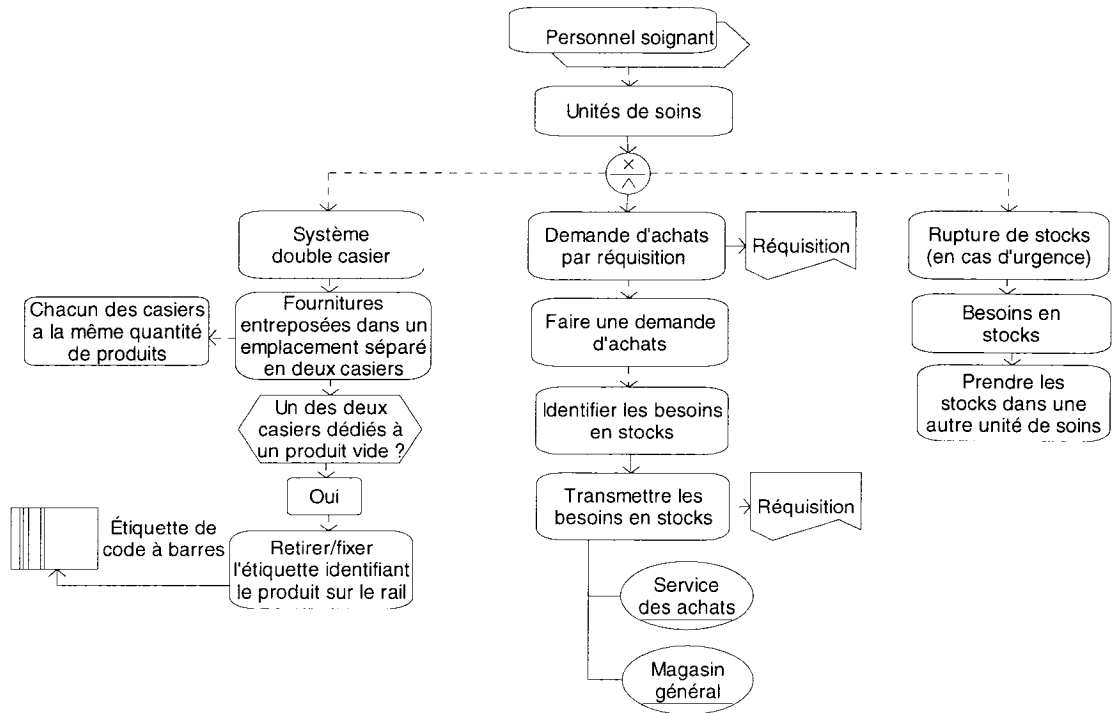 Personnel soignant
Unités de soins
×
^
Système
double casier
Fournitures
entreposées dans un
emplacement séparé
en deux casiers
Chacun des casiers
a la même quantité
de produits
Un des deux
casiers dédiés à
un produit vide ?
Oui
Retirer/fixer
l'étiquette identifiant
le produit sur le rail
Étiquette de
code à barres
Demande d'achats
par réquisition
Réquisition
Faire une demande
d'achats
Identifier les besoins
en stocks
Transmettre les
besoins en stocks
Réquisition
Service
des achats
Magasin
général
Rupture de stocks
(en cas d'urgence)
Besoins en
stocks
Prendre les
stocks dans une
autre unité de soins